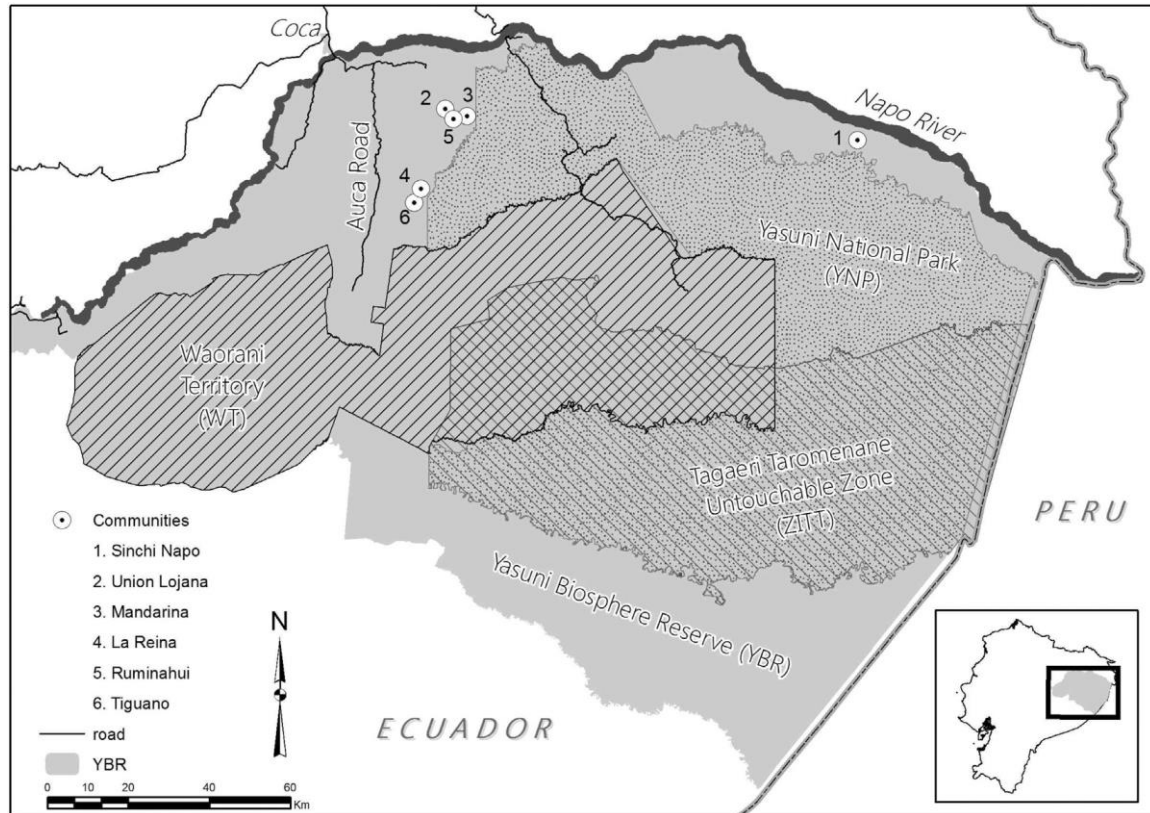 Coca
2
3
5
4
6
1
Napo River
Auca Road
Yasuni National Park
(YNP)
Waorani
Territory
(WT)
Tagaeri Taromenane
Untouchable Zone
(ZITT)
PERU
Yasuni Biosphere Reserve (YBR)
ECUADOR
Communities
1. Sinchi Napo
2. Union Lojana
3. Mandarina
4. La Reina
5. Ruminahui
6. Tiguano
road
YBR
N
0 10 20 40 60
Km